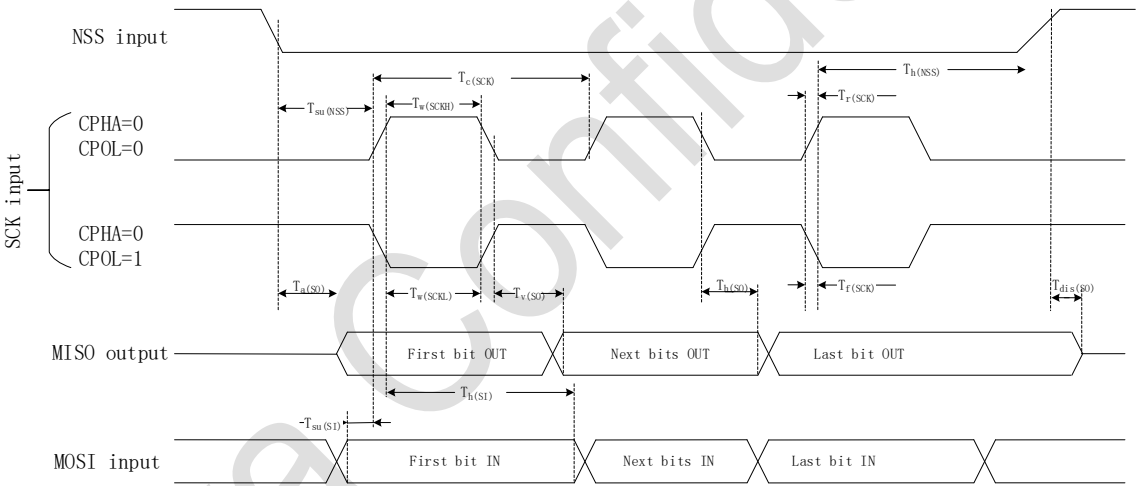 NSS input
Tc(SCK)
Th(NSS)
Tsu(NSS)
Tw(SCKH)
Tr(SCK)
CPHA=0
CPOL=0
SCK input
CPHA=0
CPOL=1
Ta(SO)
Tw(SCKL)
Tv(SO)
Th(SO)
Tf(SCK)
Tdis(SO)
MISO output
First bit OUT
Next bits OUT
Last bit OUT
Th(SI)
Tsu(SI)
MOSI input
First bit IN
Next bits IN
Last bit IN